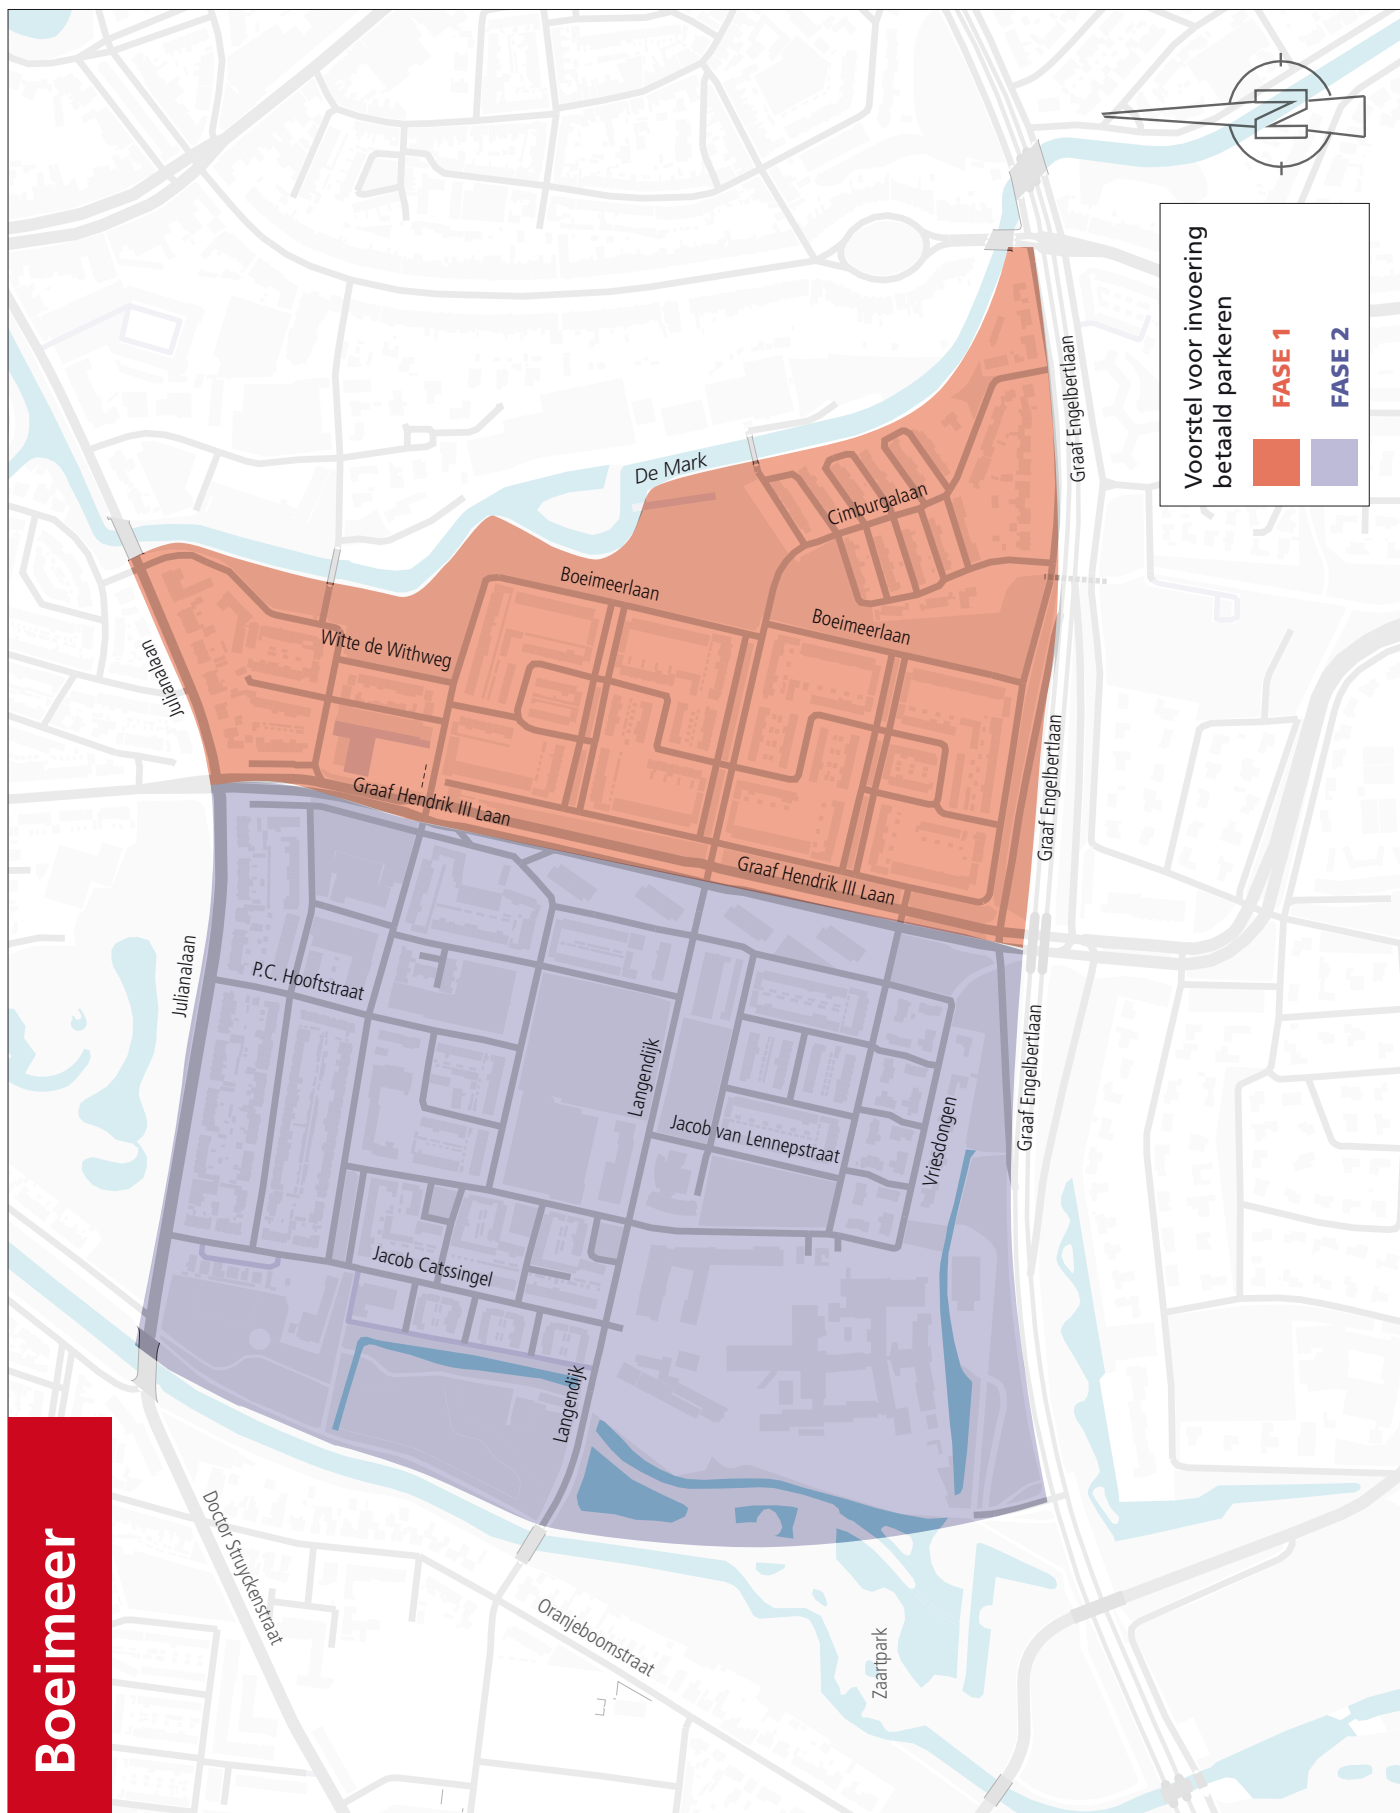 Boeimeer
Voorstel voor invoering
betaald parkeren
FASE 1
FASE 2
N
Julianalaan
Julianalaan
Witte de Withweg
De Mark
Boeimeerlaan
Boeimeerlaan
Cimburgalaan
Graaf Hendrik III Laan
Graaf Hendrik III Laan
Graaf Engelbertlaan
Graaf Engelbertlaan
Graaf Engelbertlaan
P.C. Hooftstraat
Langendijk
Langendijk
Jacob van Lennepstraat
Vriesdongen
Jacob Catssingel
Doctor Struyckenstraat
Oranjeboomstraat
Zaartpark